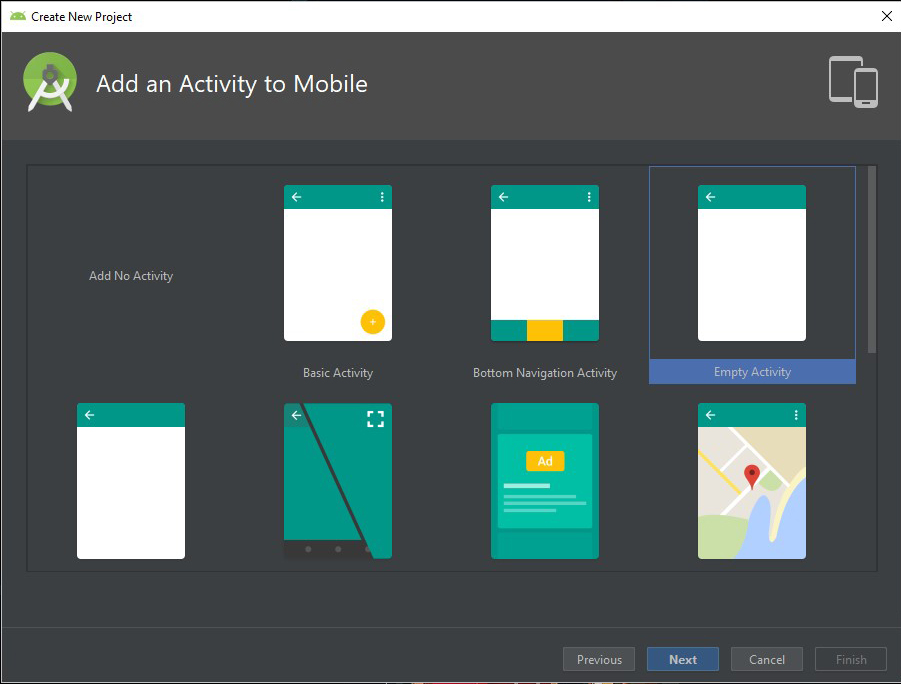 Create New Project
Add an Activity to Mobile
Add No Activity
Basic Activity
Bottom Navigation Activity
Empty Activity
Ad
Previous
Next
Cancel
Finish